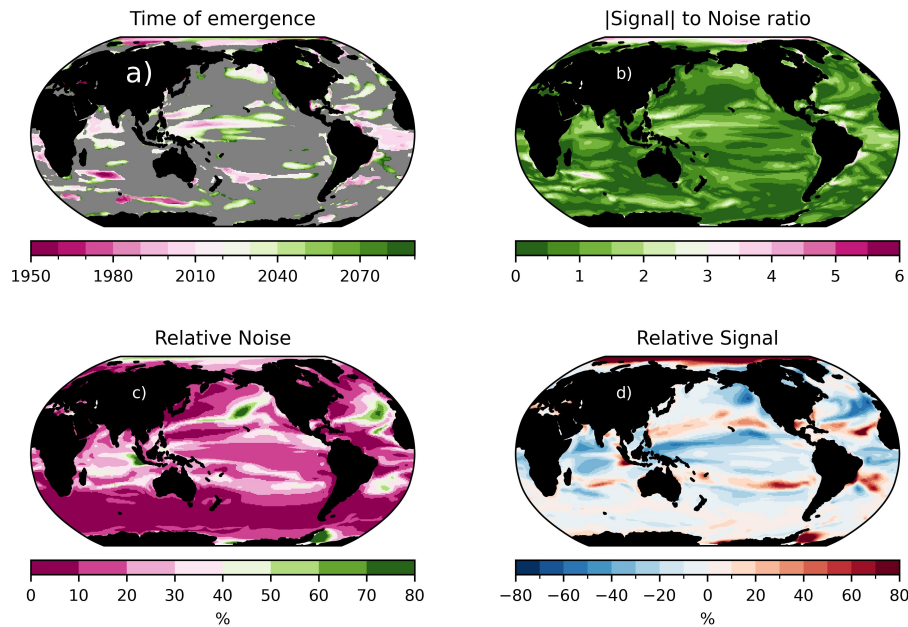 Time of emergence
|Signal| to Noise ratio
a)
b)
1950 1980 2010 2040 2070
0 1 2 3 4 5 6
Relative Noise
Relative Signal
c)
d)
0 10 20 30 40 50 60 70 80
−80 −60 −40 −20 0 20 40 60 80
%
%